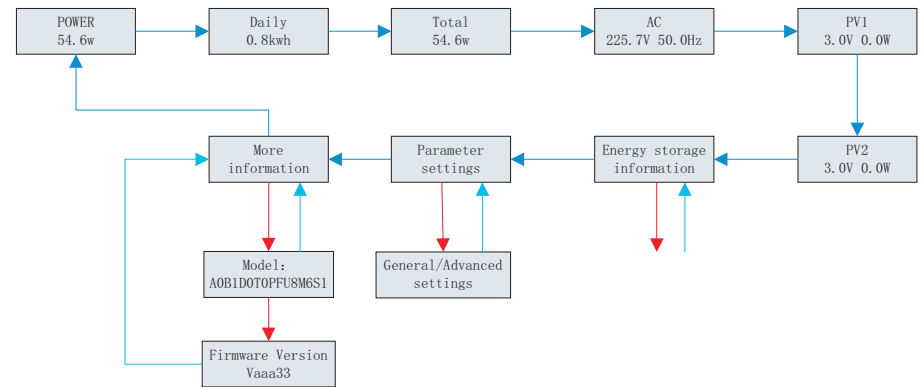 POWER
54.6w
Daily
0.8kwh
Total
54.6w
AC
225.7V 50.0Hz
PV1
3.0V 0.0W
More
information
Parameter
settings
Energy storage
information
PV2
3.0V 0.0W
Model:
A0B1D0T0PFU8M6S1
General/Advanced
settings
Firmware Version
Vaaa33